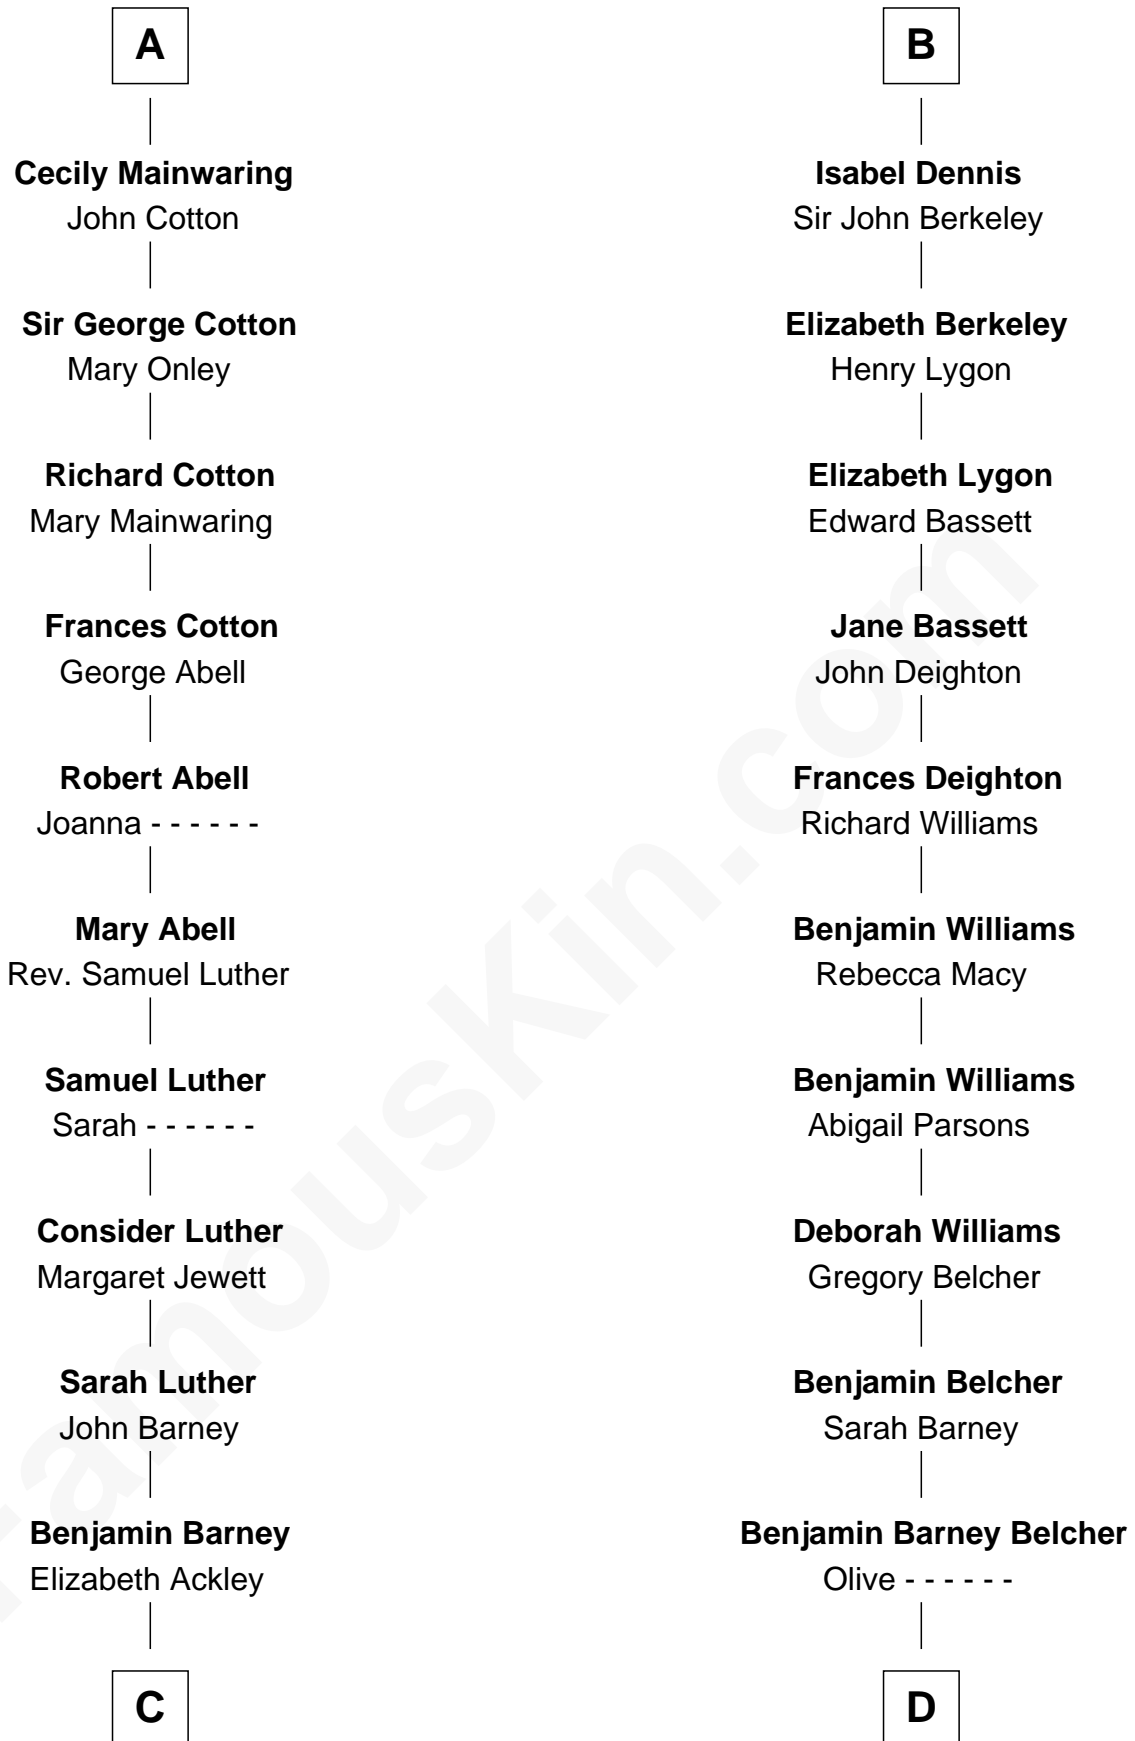 A
Cecily Mainwaring
John Cotton
Sir George Cotton
Mary Onley
Richard Cotton
Mary Mainwaring
Frances Cotton
George Abell
Robert Abell
Joanna - - - - - -
Mary Abell
Rev. Samuel Luther
Samuel Luther
Sarah - - - - - -
Consider Luther
Margaret Jewett
Sarah Luther
John Barney
Benjamin Barney
Elizabeth Ackley
C
B
Isabel Dennis
Sir John Berkeley
Elizabeth Berkeley
Henry Lygon
Elizabeth Lygon
Edward Bassett
Jane Bassett
John Deighton
Frances Deighton
Richard Williams
Benjamin Williams
Rebecca Macy
Benjamin Williams
Abigail Parsons
Deborah Williams
Gregory Belcher
Benjamin Belcher
Sarah Barney
Benjamin Barney Belcher
Olive - - - - - -
D
FamousKin.com